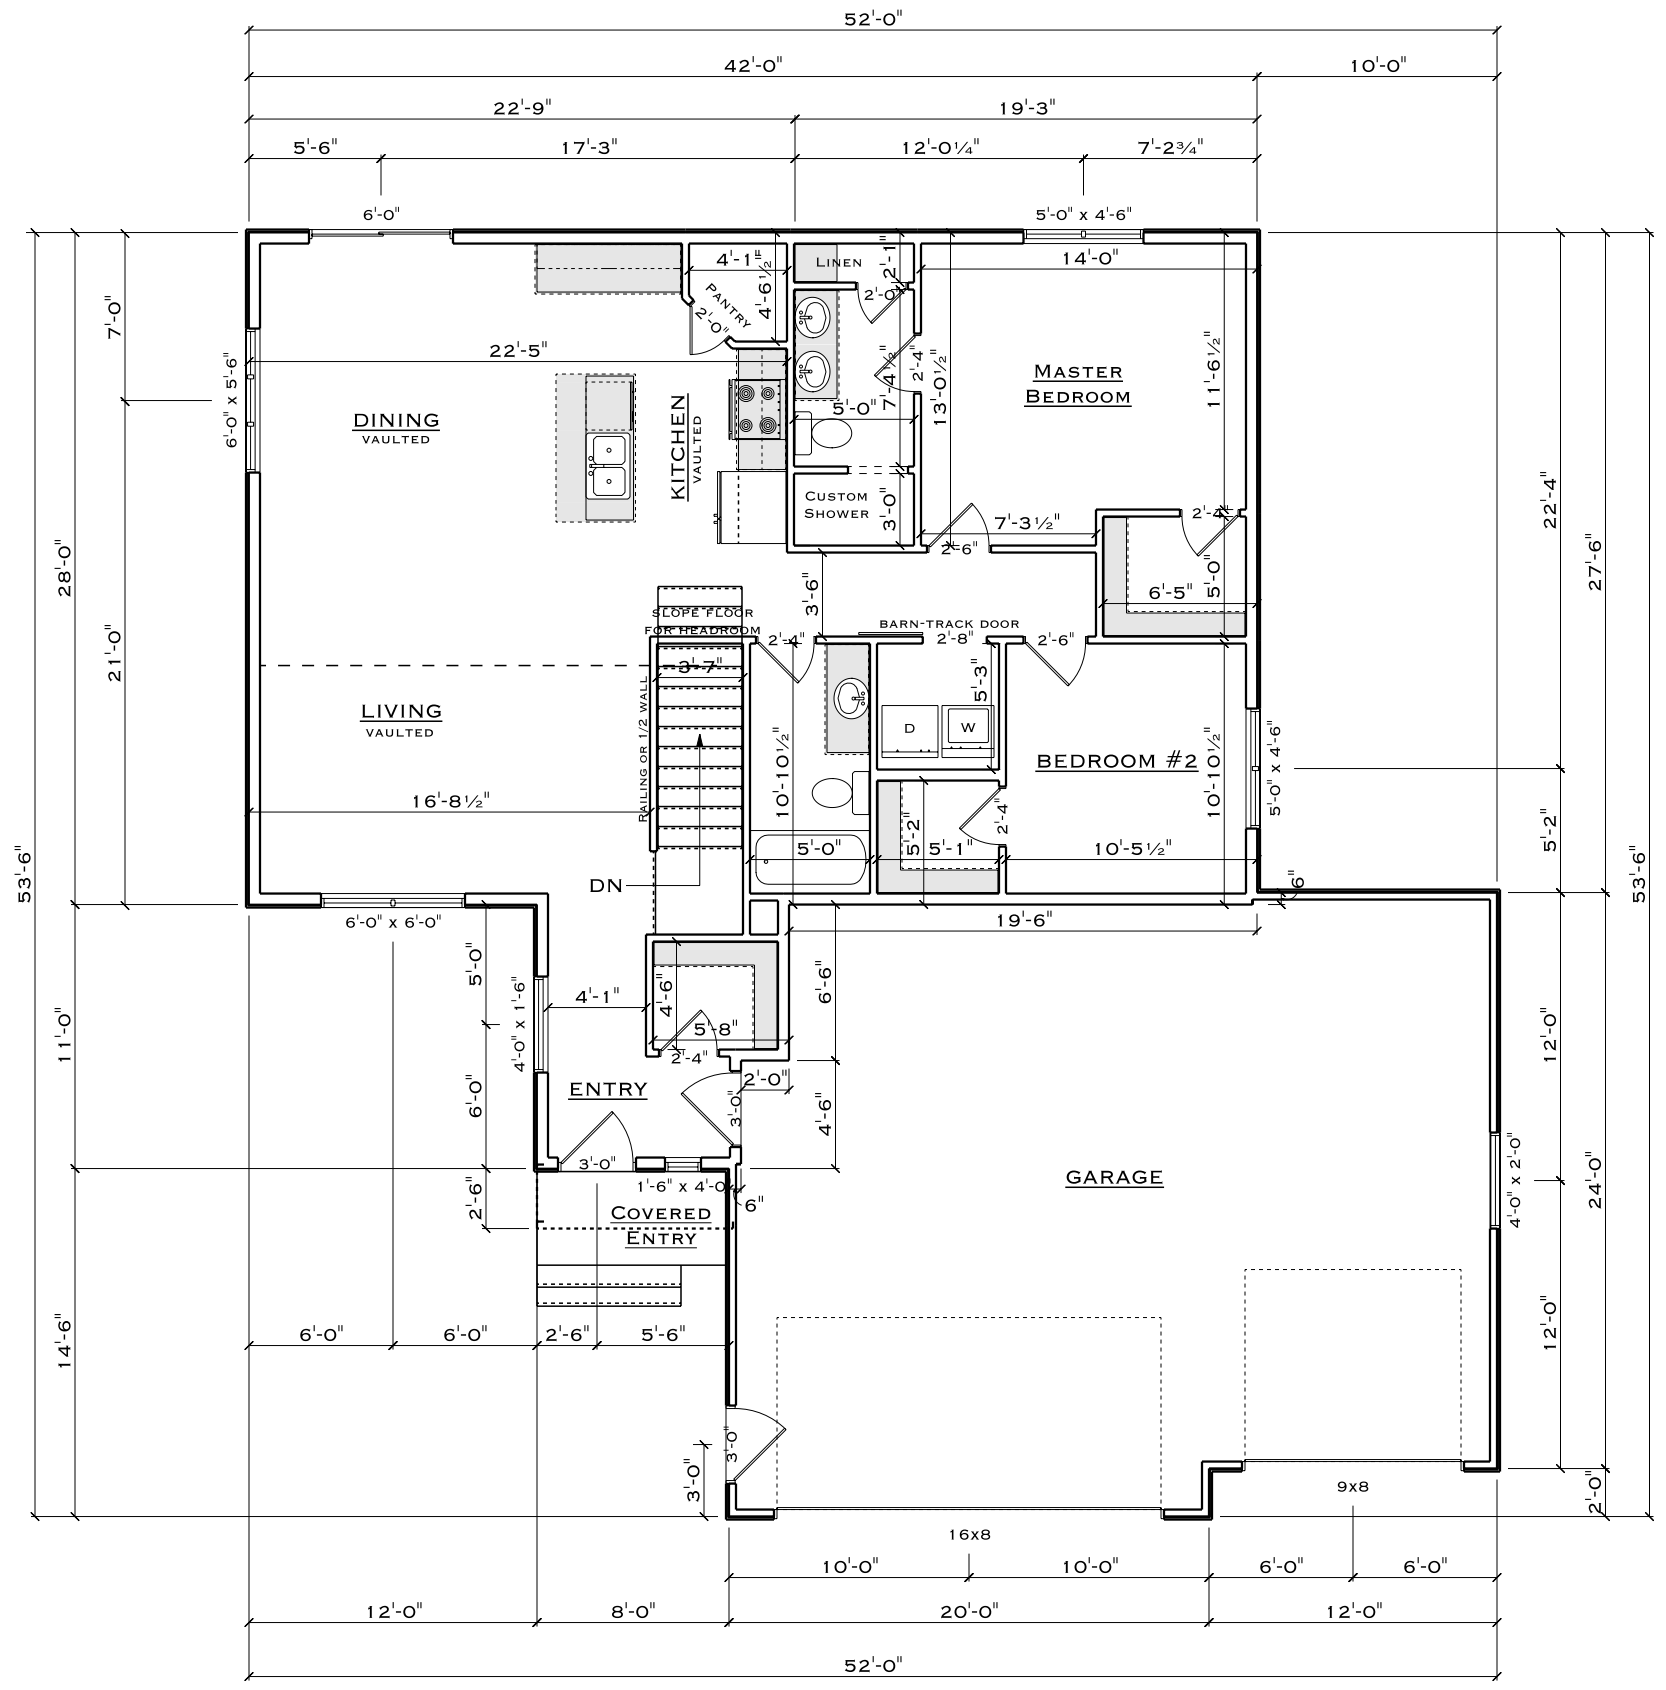 52'-0"
42'-0"
10'-0"
22'-9"
19'-3"
5'-6"
17'-3"
12'-0¼"
7'-2¾"
6'-0"
5'-0" x 4'-6"
LINEN
2'-1"
4'-1"
4'-6½"
14'-0"
PANTRY
2'-0"
2'-0"
7'-0"
22'-5"
6'-0" x 5'-6"
7'-4½"
2'-4"
13'-0½"
MASTER
BEDROOM
11'-6½"
DINING
VAULTED
KITCHEN
VAULTED
5'-0"
CUSTOM
SHOWER
3'-0"
7'-3½"
2'-6"
2'-4"
22'-4"
27'-6"
28'-0"
21'-0"
3'-6"
6'-5"
5'-0"
SLOPE FLOOR
FOR HEADROOM
BARN-TRACK DOOR
2'-4"
2'-8"
2'-6"
3'-7"
5'-3"
LIVING
VAULTED
RAILING OR 1/2 WALL
D
W
BEDROOM #2
10'-10½"
10'-10½"
5'-0" x 4'-6"
16'-8½"
2'-4"
5'-0"
5'-2"
5'-1"
10'-5½"
5'-2"
53'-6"
53'-6"
DN
6"
6'-0" x 6'-0"
19'-6"
5'-0"
4'-0" x 1'-6"
4'-1"
4'-6"
6'-6"
5'-8"
2'-4"
11'-0"
12'-0"
2'-0"
6'-0"
ENTRY
3'-0"
4'-6"
3'-0"
GARAGE
4'-0" x 2'-0"
24'-0"
1'-6" x 4'-0"
6"
2'-6"
COVERED
ENTRY
6'-0"
6'-0"
2'-6"
5'-6"
14'-6"
12'-0"
3'-0"
3'-0"
9x8
2'-0"
16x8
10'-0"
10'-0"
6'-0"
6'-0"
12'-0"
8'-0"
20'-0"
12'-0"
52'-0"